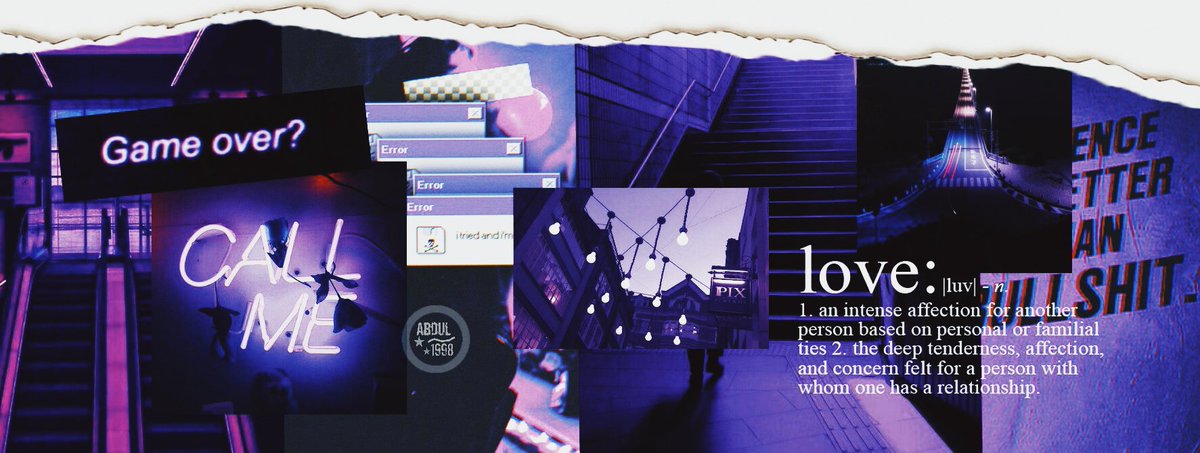 Game over?
CALL
ME
Error
Error
Error
i tried and i'm
ABDUL
1998
PIX
love: |luv| - n.
1. an intense affection for another
person based on personal or familial
ties 2. the deep tenderness, affection,
and concern felt for a person with
whom one has a relationship.
ENCE
ETTER
AN
LLSHIT.